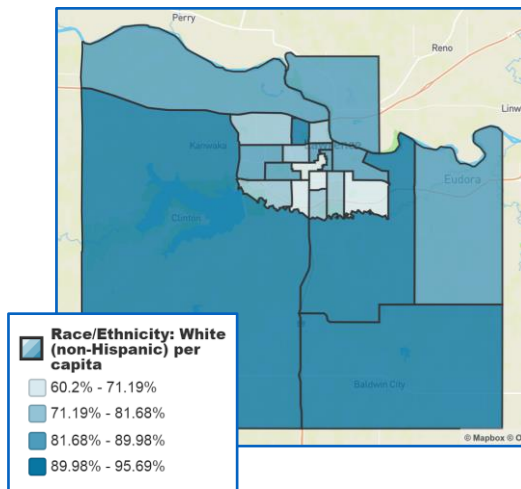 Perry
Reno
Linw
Kanwaka
Lawrence
Eudora
Clinton
Baldwin City
Race/Ethnicity: White
(non-Hispanic) per
capita
60.2% - 71.19%
71.19% - 81.68%
81.68% - 89.98%
89.98% - 95.69%
© Mapbox © O